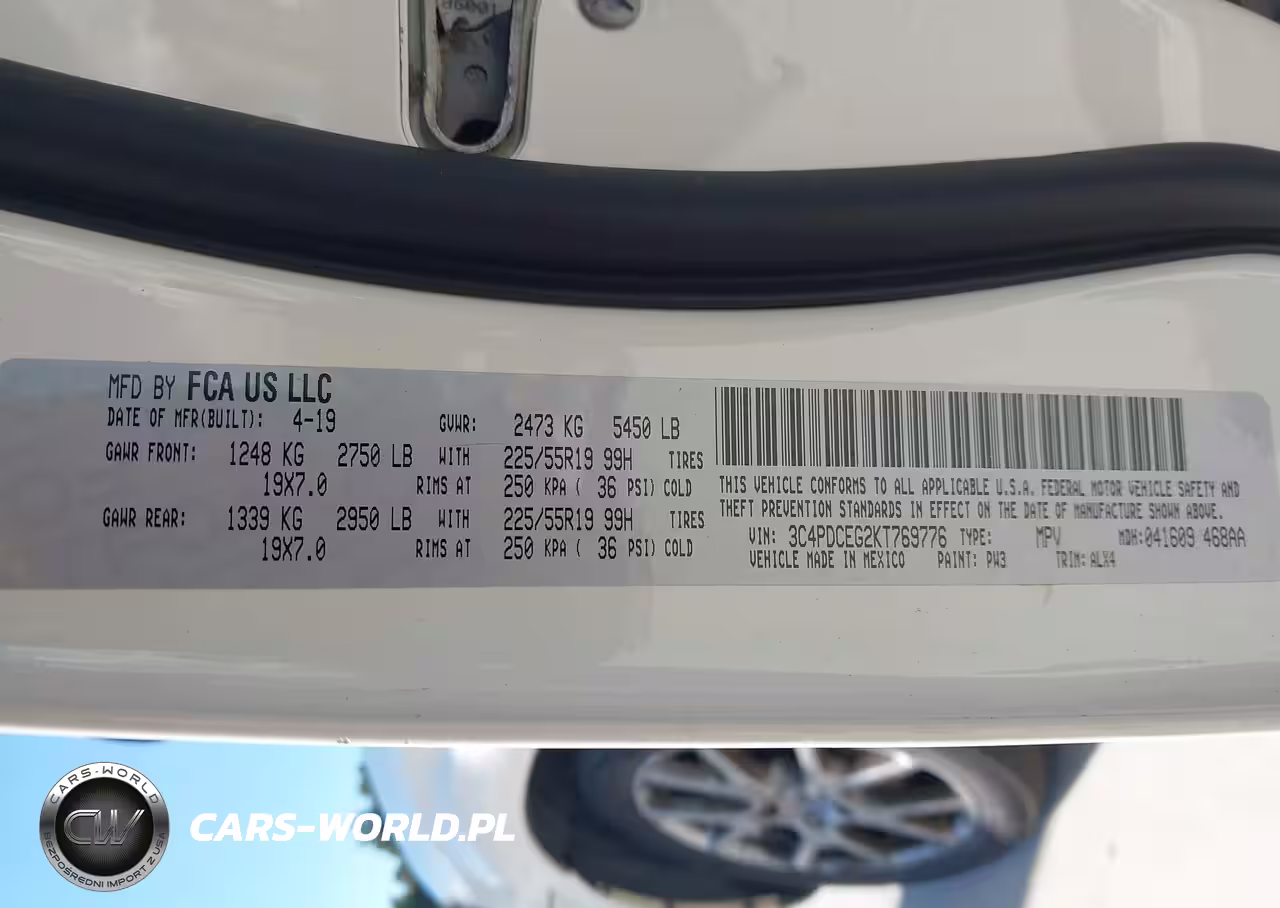 MFD BY FCA US LLC
DATE OF MFR(BUILT): 4-19 GVWR: 2473 KG 5450 LB
GAWR FRONT: 1248 KG 2750 LB WITH 225/55R19 99H TIRES
19X7.0 RIMS AT 250 KPA ( 36 PSI) COLD
GAWR REAR: 1339 KG 2950 LB WITH 225/55R19 99H TIRES
19X7.0 RIMS AT 250 KPA ( 36 PSI) COLD
THIS VEHICLE CONFORMS TO ALL APPLICABLE U.S.A. FEDERAL MOTOR VEHICLE SAFETY AND
THEFT PREVENTION STANDARDS IN EFFECT ON THE DATE OF MANUFACTURE SHOWN ABOVE.
VIN: 3C4PDCEG2KT769776 TYPE: MPV MDH: 041609 468AA
VEHICLE MADE IN MEXICO PAINT: PW3 TRIM: ALX4
CARS-WORLD
CW
BEZPOŚREDNI IMPORT Z USA
CARS-WORLD.PL